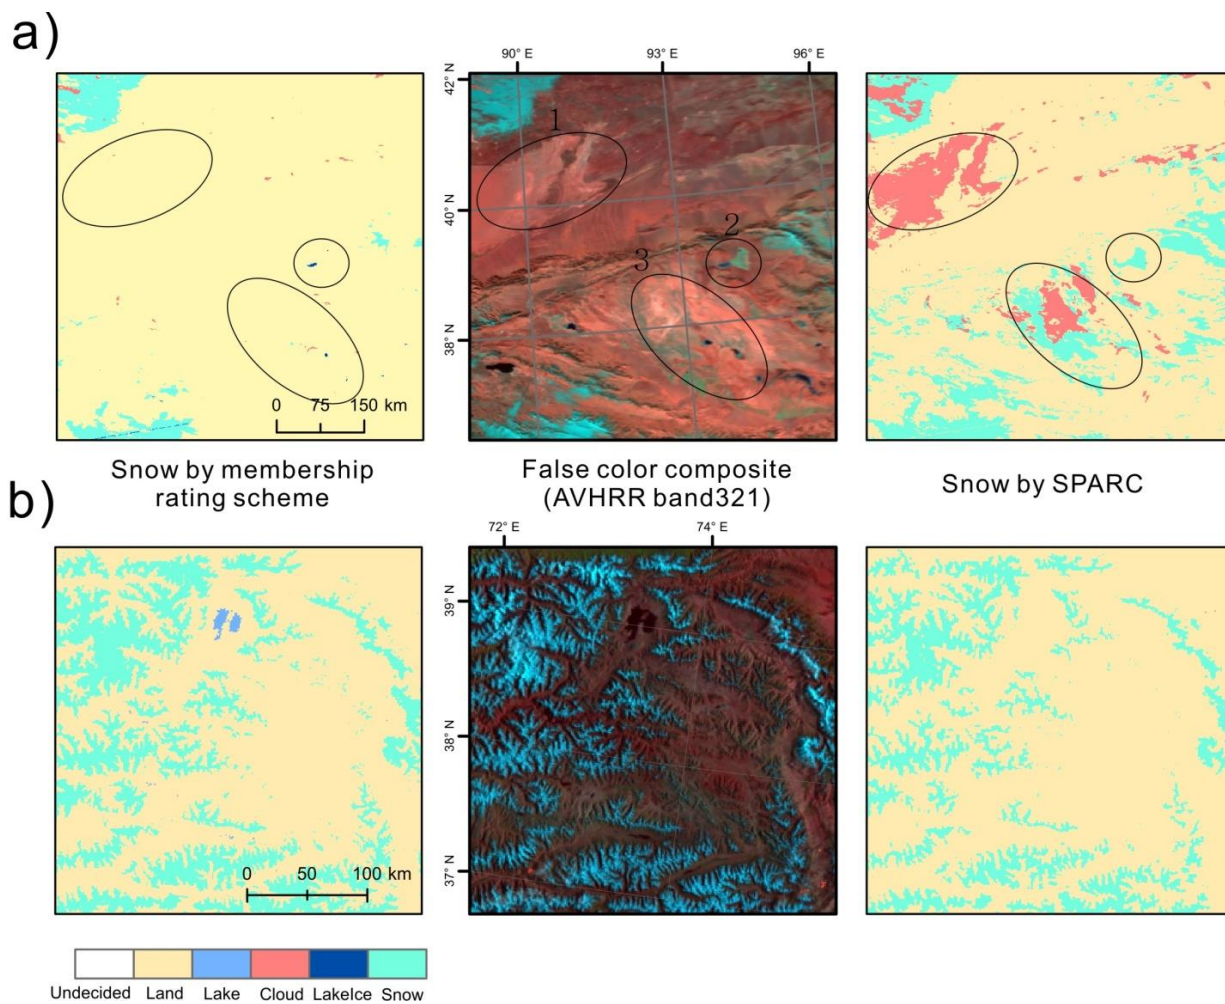 a)
90° E 93° E 96° E
42° N
40° N
38° N
1
2
3
0 75 150 km
Snow by membership
rating scheme
False color composite
(AVHRR band321)
Snow by SPARC
b)
72° E 74° E
39° N
38° N
37° N
0 50 100 km
Undecided Land Lake Cloud LakeIce Snow